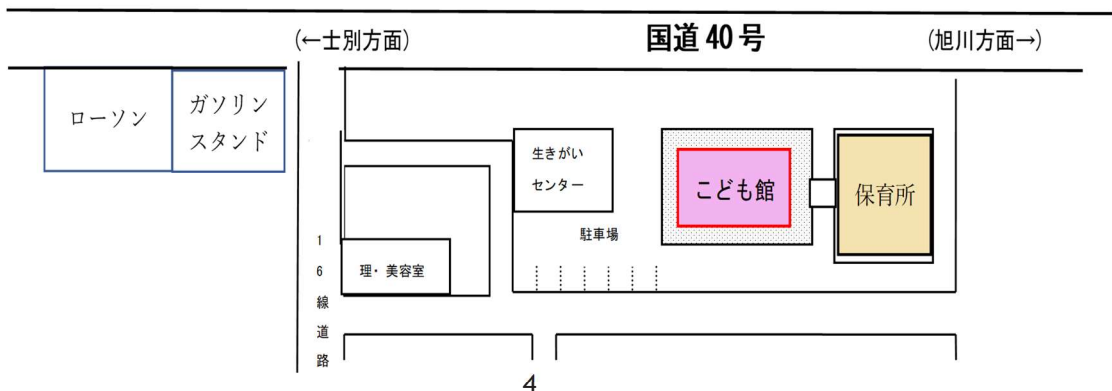 (←士別方面)
国道 40 号
(旭川方面→)
ローソン
ガソリン
スタンド
生きがい
センター
こども館
保育所
駐車場
16線道路
理・美容室
4